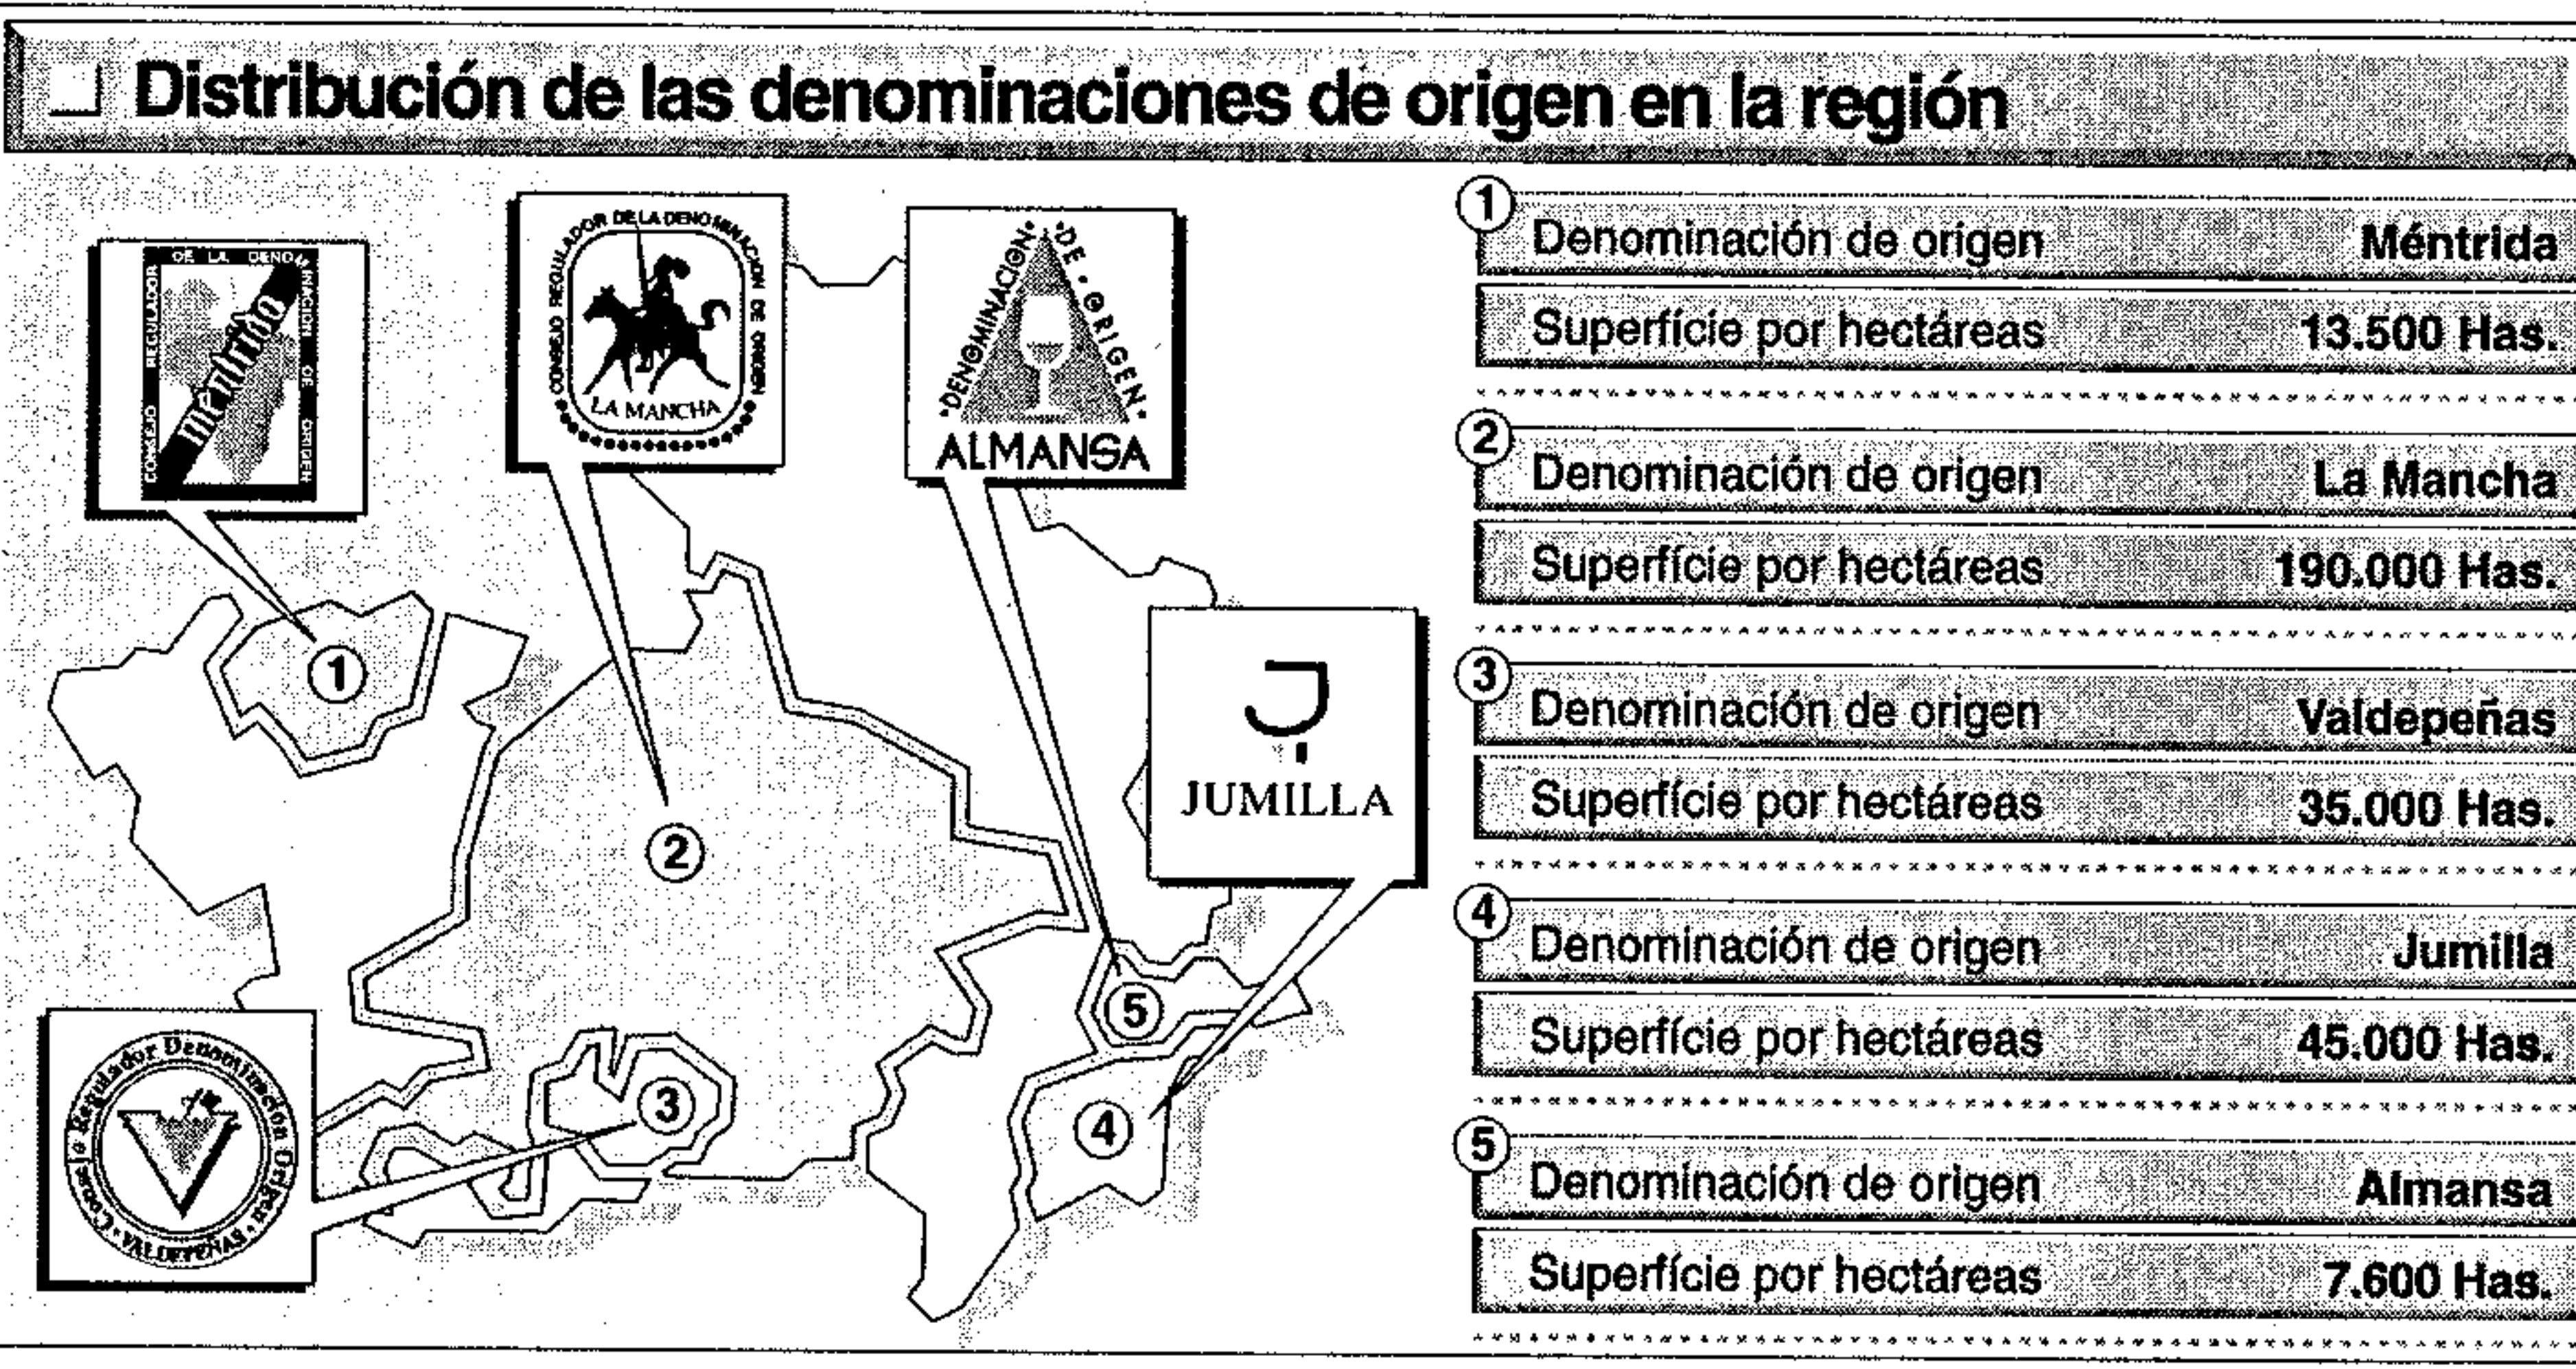 Distribución de las denominaciones de origen en la región
CONSEJO REGULADOR DE LA DENOMINACION DE ORIGEN
méntrida
CONSEJO REGULADOR DE LA DENOMINACION DE ORIGEN
LA MANCHA
DENOMINACION DE ORIGEN
ALMANSA
JUMILLA
Consejo Regulador Denominación Origen
VALDEPEÑAS
1
2
3
4
5
1
Denominación de origen Méntrida
Superfície por hectáreas 13.500 Has.
2
Denominación de origen La Mancha
Superfície por hectáreas 190.000 Has.
3
Denominación de origen Valdepeñas
Superfície por hectáreas 35.000 Has.
4
Denominación de origen Jumilla
Superfície por hectáreas 45.000 Has.
5
Denominación de origen Almansa
Superfície por hectáreas 7.600 Has.